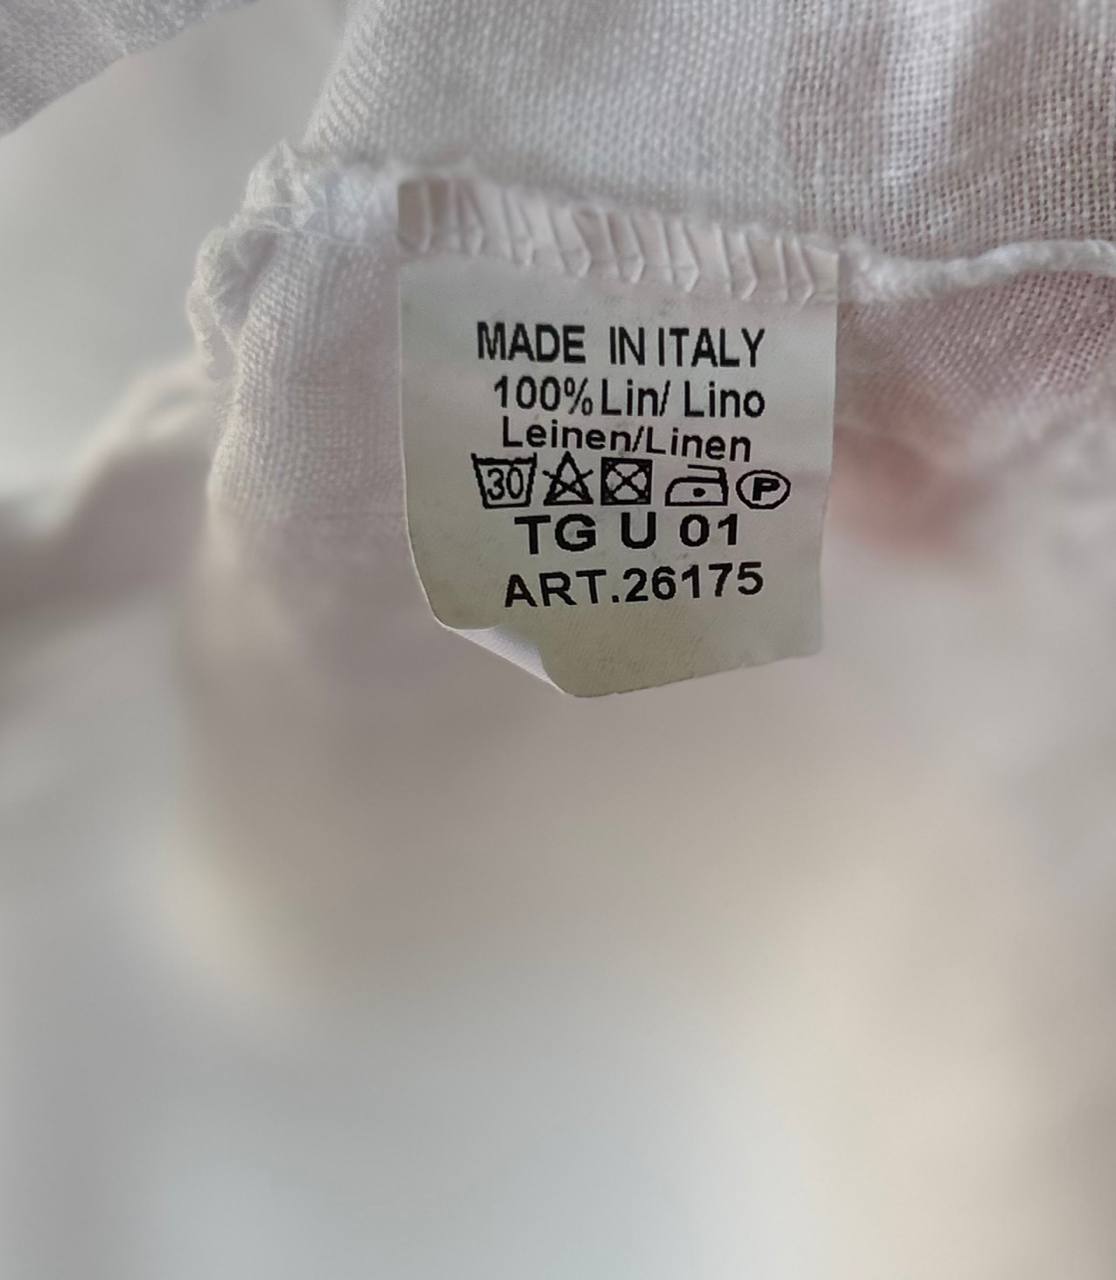 MADE IN ITALY
100% Lin/ Lino
Leinen/Linen
30 P
TG U 01
ART.26175